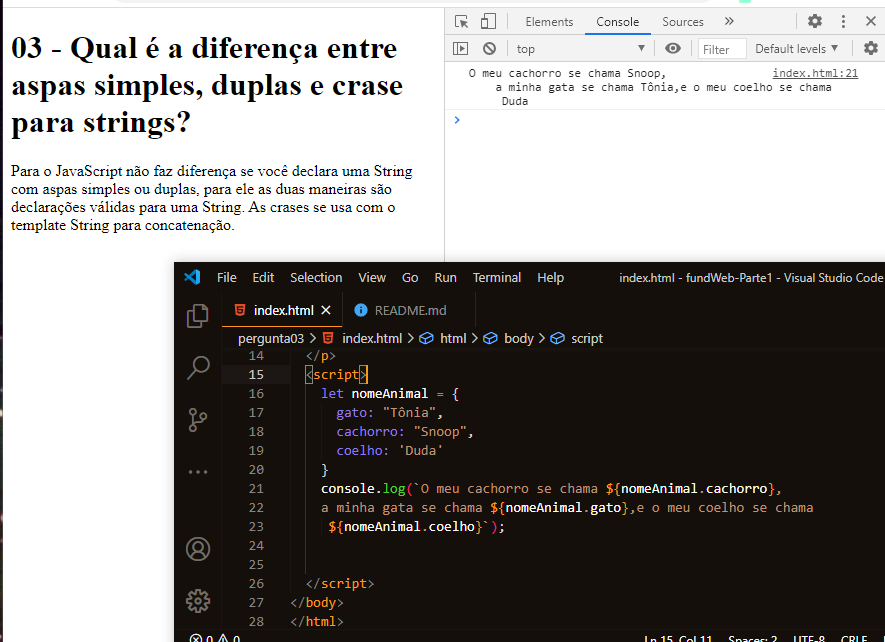 03 - Qual é a diferença entre
aspas simples, duplas e crase
para strings?
Para o JavaScript não faz diferença se você declara uma String
com aspas simples ou duplas, para ele as duas maneiras são
declarações válidas para uma String. As crases se usa com o
template String para concatenação.
Elements Console Sources »
top Filter Default levels
O meu cachorro se chama Snoop, index.html:21
a minha gata se chama Tônia,e o meu coelho se chama
Duda
File Edit Selection View Go Run Terminal Help index.html - fundWeb-Parte1 - Visual Studio Code
index.html README.md
pergunta03 > index.html > html > body > script
14 </p>
15 <script>
16 let nomeAnimal = {
17 gato: "Tônia",
18 cachorro: "Snoop",
19 coelho: 'Duda'
20 }
21 console.log(`O meu cachorro se chama ${nomeAnimal.cachorro},
22 a minha gata se chama ${nomeAnimal.gato},e o meu coelho se chama
23 ${nomeAnimal.coelho}`);
24
25
26 </script>
27 </body>
28 </html>
0 0 Ln 15, Col 11 Spaces: 2 UTF-8 CRLF